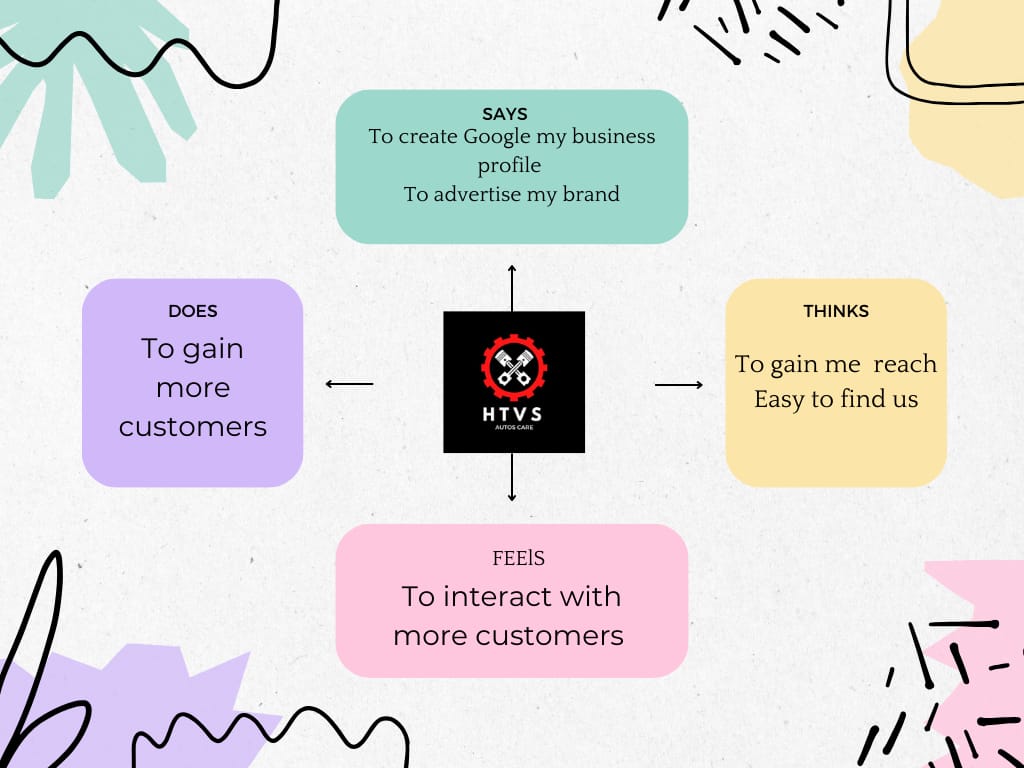 SAYS
To create Google my business
profile
To advertise my brand
DOES
To gain
more
customers
THINKS
To gain me  reach
Easy to find us
HTVS
AUTOS CARE
FEElS
To interact with
more customers